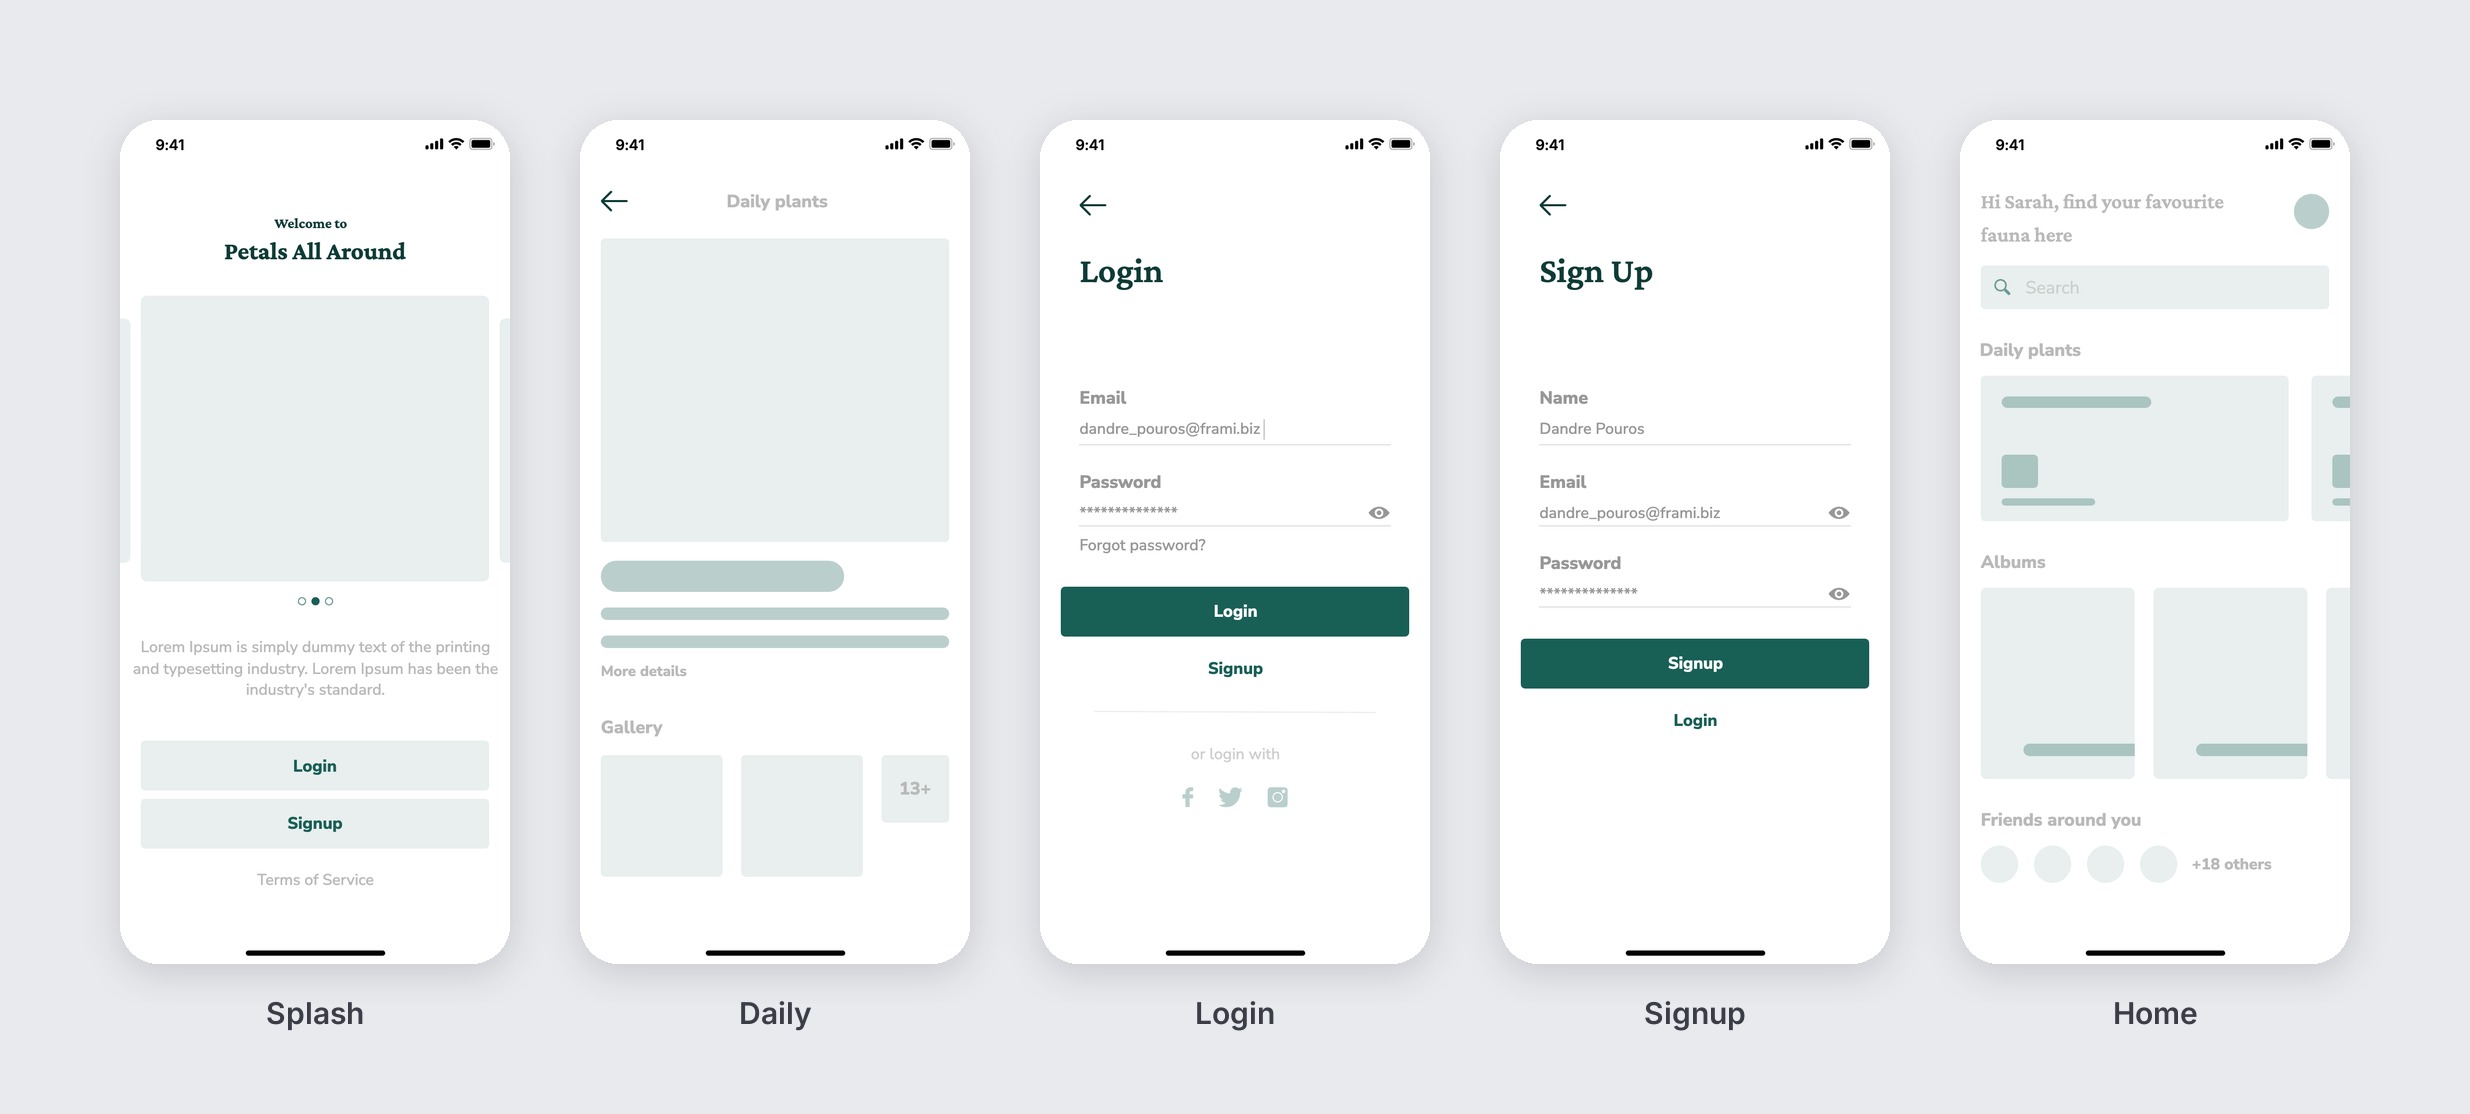 9:41
Welcome to
Petals All Around
Lorem Ipsum is simply dummy text of the printing
and typesetting industry. Lorem Ipsum has been the
industry's standard.
Login
Signup
Terms of Service
Splash
9:41
Daily plants
More details
Gallery
13+
Daily
9:41
Login
Email
dandre_pouros@frami.biz
Password
**************
Forgot password?
Login
Signup
or login with
Login
9:41
Sign Up
Name
Dandre Pouros
Email
dandre_pouros@frami.biz
Password
**************
Signup
Login
Signup
9:41
Hi Sarah, find your favourite
fauna here
Search
Daily plants
Albums
Friends around you
+18 others
Home